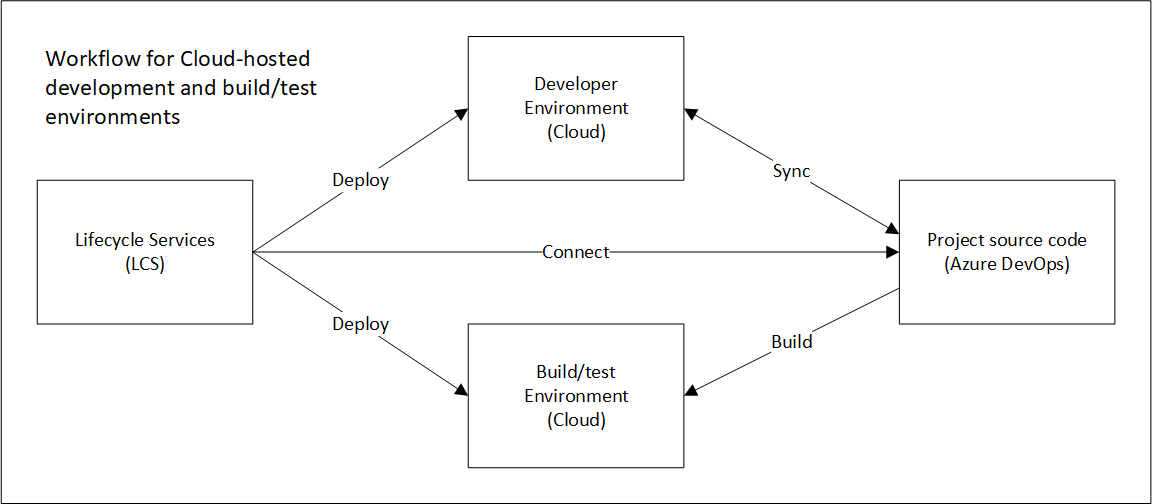 Workflow for Cloud-hosted
development and build/test
environments
Developer
Environment
(Cloud)
Deploy
Sync
Lifecycle Services
(LCS)
Connect
Project source code
(Azure DevOps)
Deploy
Build
Build/test
Environment
(Cloud)